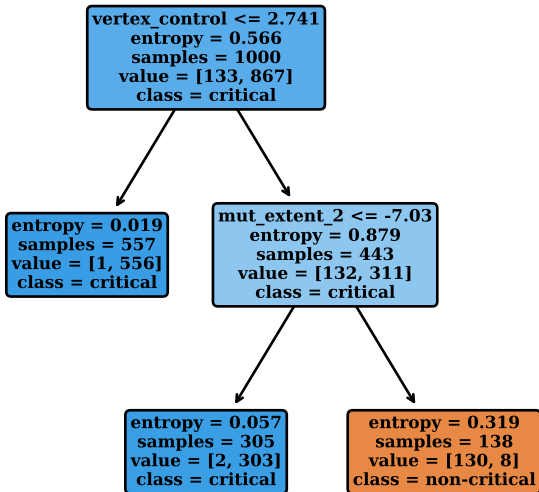 vertex_control <= 2.741
entropy = 0.566
samples = 1000
value = [133, 867]
class = critical
entropy = 0.019
samples = 557
value = [1, 556]
class = critical
mut_extent_2 <= -7.03
entropy = 0.879
samples = 443
value = [132, 311]
class = critical
entropy = 0.057
samples = 305
value = [2, 303]
class = critical
entropy = 0.319
samples = 138
value = [130, 8]
class = non-critical